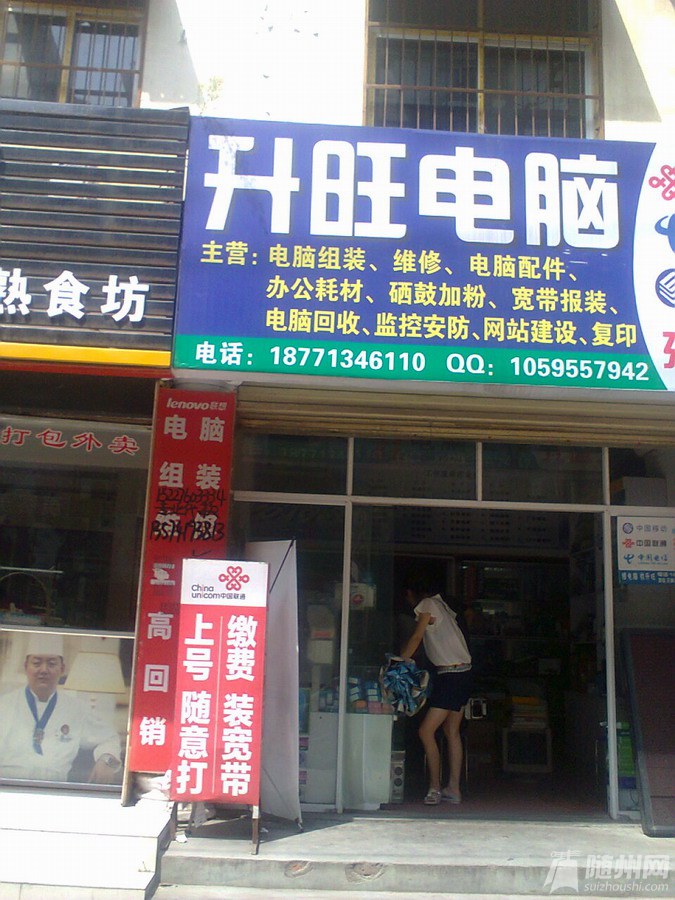 升旺电脑
主营：电脑组装、维修、电脑配件、
办公耗材、硒鼓加粉、宽带报装、
电脑回收、监控安防、网站建设、复印
电话：18771346110 QQ：1059557942
熟食坊
打包外卖
lenovo联想
电脑
组装
二
高
回
销
China
unicom中国联通
缴费 装宽带
上号 随意打
中国移动
中国联通
中国电信
随州网
suizhoushi.com